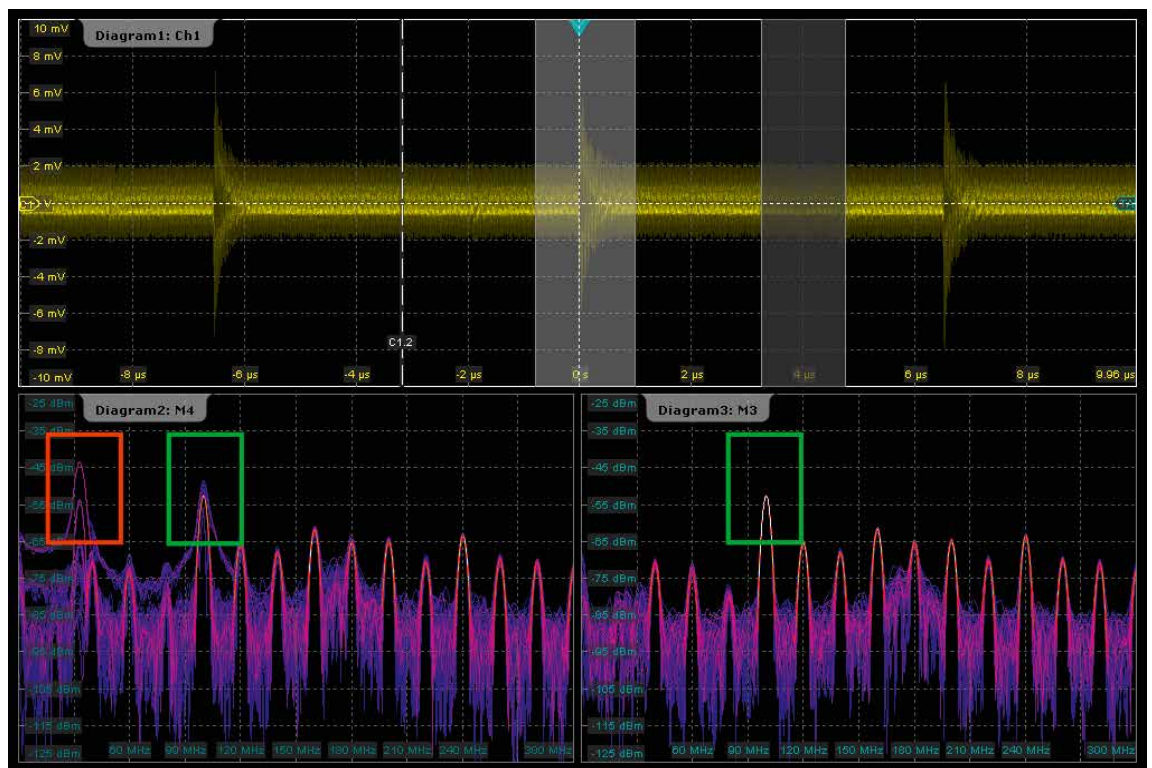 10 mV
Diagram1: Ch1
8 mV
6 mV
4 mV
2 mV
-2 mV
-4 mV
-6 mV
C1.2
-8 mV
-10 mV -8 µs -6 µs -4 µs -2 µs 0 s 2 µs 4 µs 6 µs 8 µs 9.96 µs
-25 dBm Diagram2: M4
-35 dBm
-45 dBm
-55 dBm
-65 dBm
-75 dBm
-85 dBm
-95 dBm
-105 dBm
-115 dBm
-125 dBm 60 MHz 90 MHz 120 MHz 150 MHz 180 MHz 210 MHz 240 MHz 300 MHz
-25 dBm Diagram3: M3
-35 dBm
-45 dBm
-55 dBm
-65 dBm
-75 dBm
-85 dBm
-95 dBm
-105 dBm
-115 dBm
-125 dBm 60 MHz 90 MHz 120 MHz 150 MHz 180 MHz 210 MHz 240 MHz 300 MHz